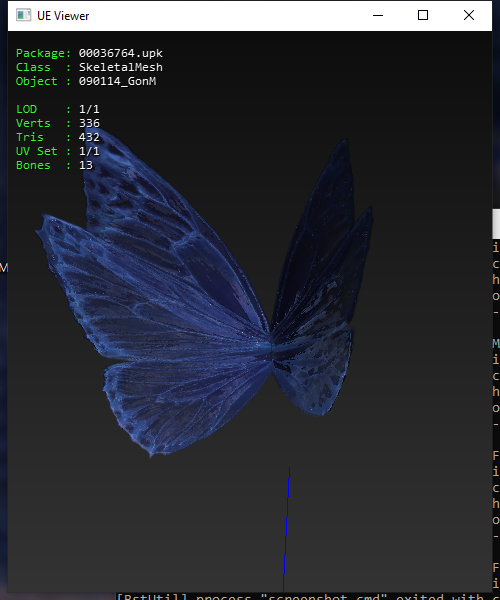 UE Viewer
Package: 00036764.upk
Class  : SkeletalMesh
Object : 090114_GonM
LOD    : 1/1
Verts  : 336
Tris   : 432
UV Set : 1/1
Bones  : 13
M
i
c
h
o
-
M
i
c
h
o
-
F
i
c
h
o
-
F
i
[BstUtil] process "screenshot.cmd" exited with c